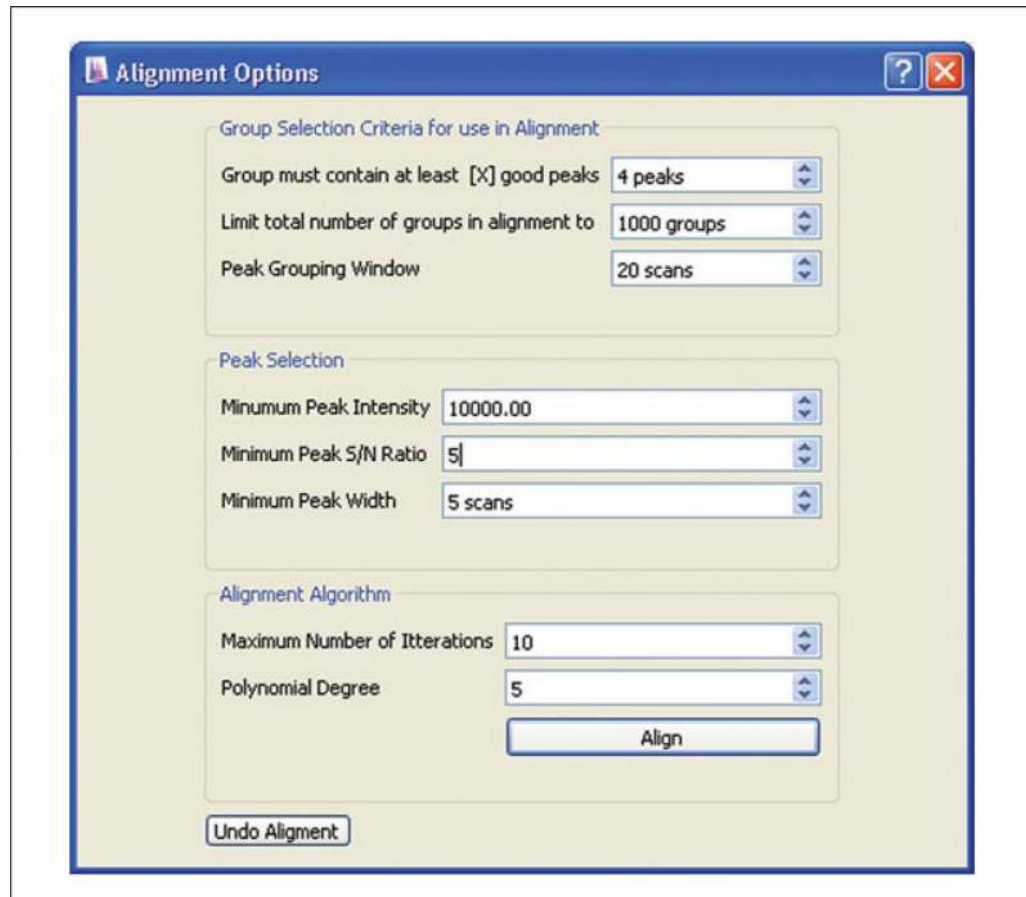 Alignment Options
Group Selection Criteria for use in Alignment
Group must contain at least [X] good peaks 4 peaks
Limit total number of groups in alignment to 1000 groups
Peak Grouping Window 20 scans
Peak Selection
Minumum Peak Intensity 10000.00
Minimum Peak S/N Ratio 5
Minimum Peak Width 5 scans
Alignment Algorithm
Maximum Number of Itterations 10
Polynomial Degree 5
Align
Undo Aligment